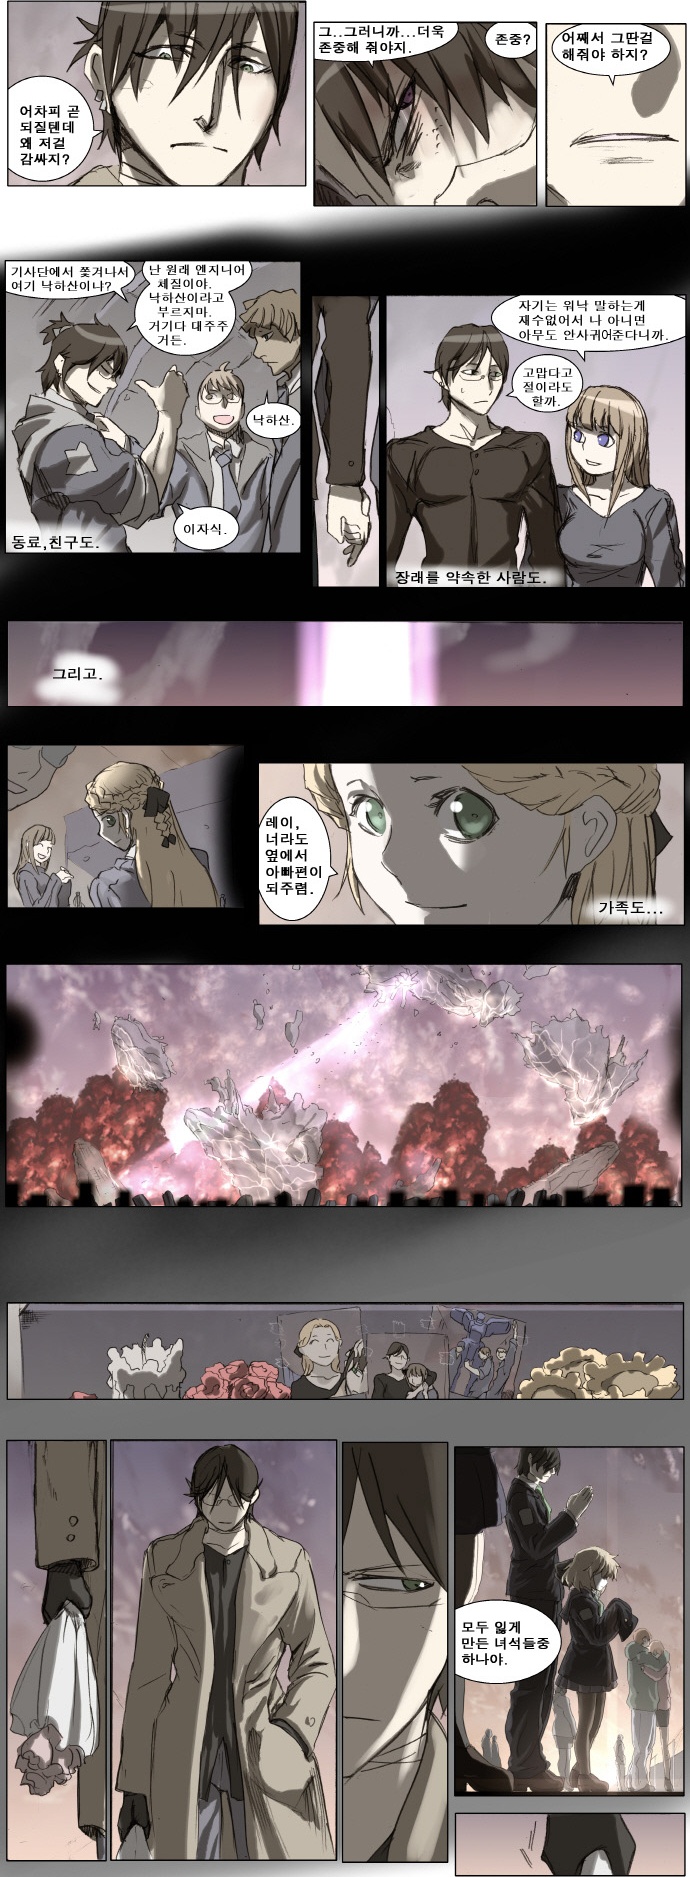 어차피 곧
되질텐데
왜 저걸
감싸지?
그..그러니까...더욱
존중해 줘야지.
존중?
어째서 그딴걸
해줘야 하지?
기사단에서 쫓겨나서
여기 낙하산이냐?
난 원래 엔지니어
체질이야.
낙하산이라고
부르지마.
거기다 대주주
거든.
낙하산.
이자식.
동료,친구도.
자기는 워낙 말하는게
재수없어서 나 아니면
아무도 안사귀어준다니까.
고맙다고
절이라도
할까.
장래를 약속한 사람도.
그리고.
레이,
너라도
옆에서
아빠편이
되주렴.
가족도...
모두 잃게
만든 녀석들중
하나야.